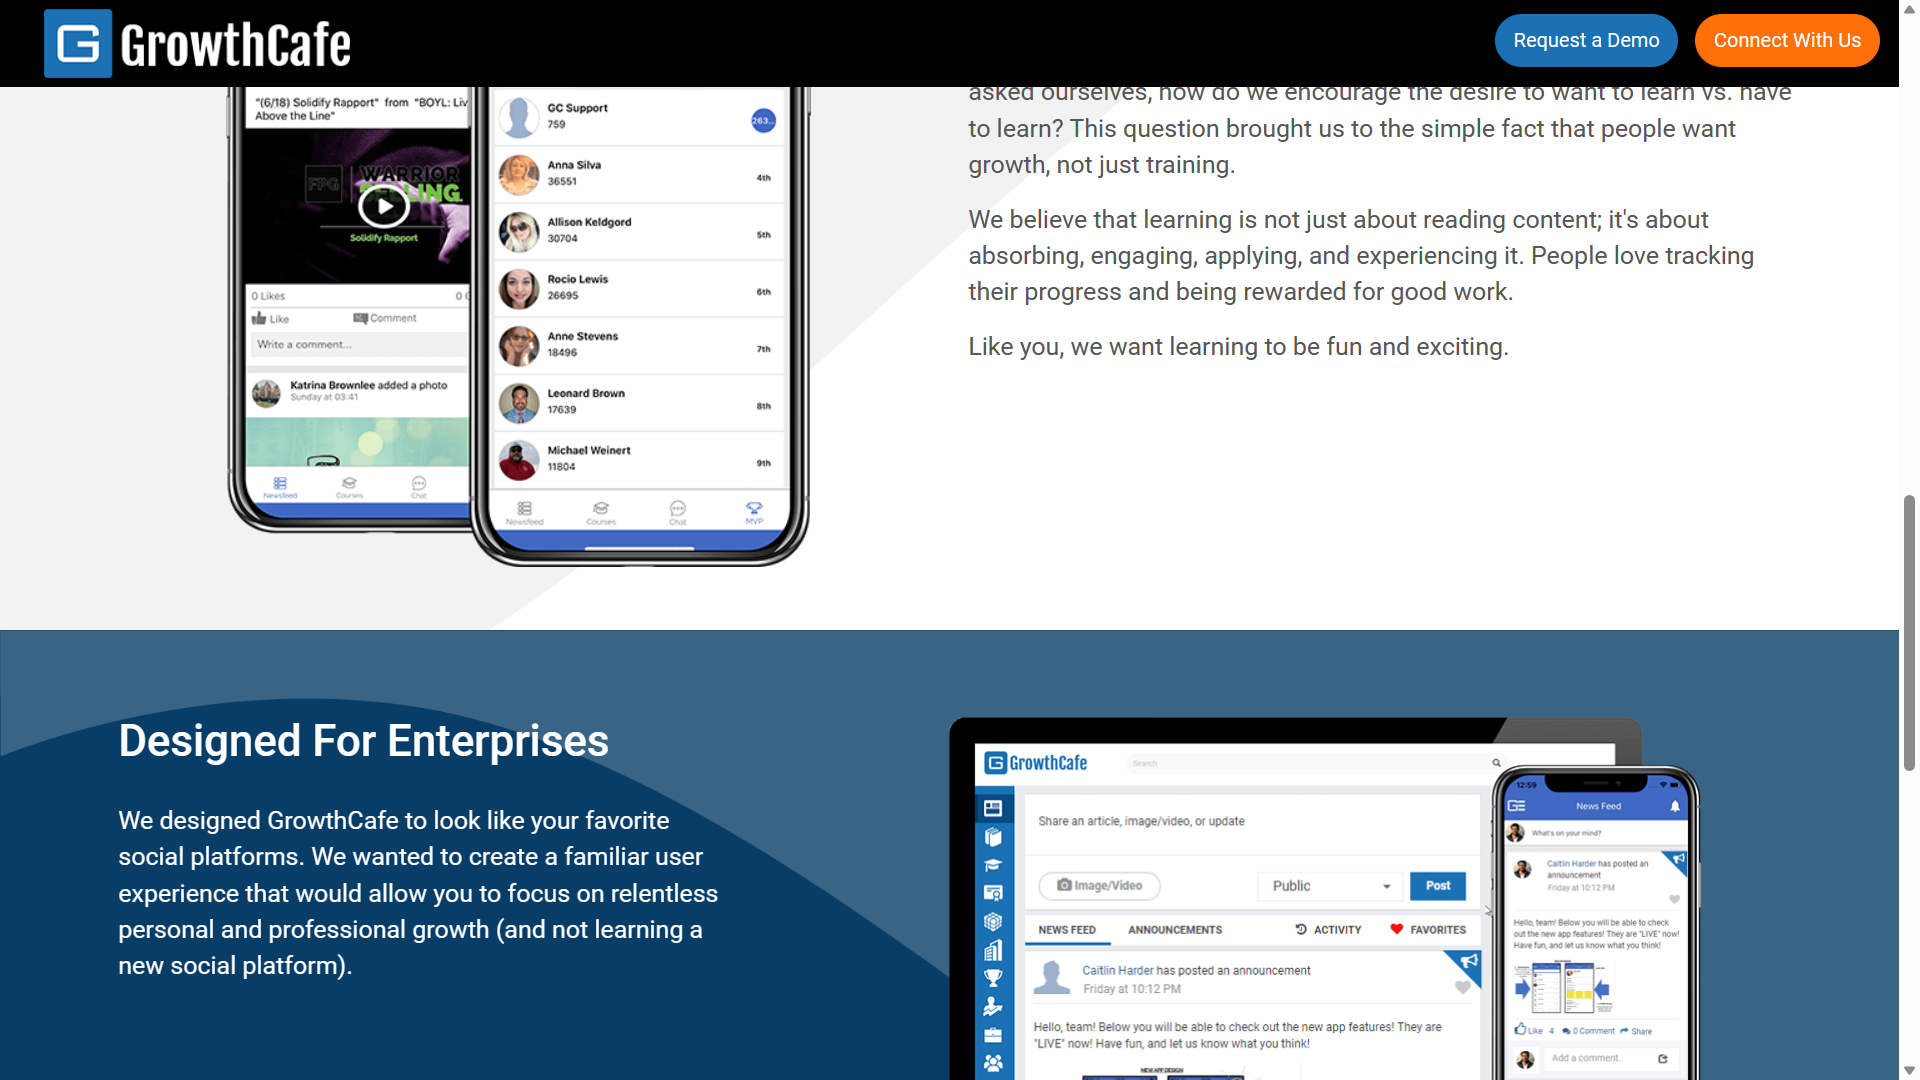 GrowthCafe
Request a Demo
Connect With Us
"(6/18) Solidify Rapport" from "BOYL: Liv
Above the Line"
FPG
WARRIOR
SELLING
Solidify Rapport
0 Likes
0 C
Like
Comment
Write a comment...
Katrina Brownlee added a photo
Sunday at 03:41
Newsfeed
Courses
Chat
GC Support
759
263...
Anna Silva
36551
4th
Allison Keldgord
30704
5th
Rocio Lewis
26695
6th
Anne Stevens
18496
7th
Leonard Brown
17639
8th
Michael Weinert
11804
9th
Newsfeed
Courses
Chat
MVP
asked ourselves, how do we encourage the desire to want to learn vs. have
to learn? This question brought us to the simple fact that people want
growth, not just training.
We believe that learning is not just about reading content; it's about
absorbing, engaging, applying, and experiencing it. People love tracking
their progress and being rewarded for good work.
Like you, we want learning to be fun and exciting.
Designed For Enterprises
We designed GrowthCafe to look like your favorite
social platforms. We wanted to create a familiar user
experience that would allow you to focus on relentless
personal and professional growth (and not learning a
new social platform).
GrowthCafe
Search
Share an article, image/video, or update
Image/Video
Public
Post
NEWS FEED
ANNOUNCEMENTS
ACTIVITY
FAVORITES
Caitlin Harder has posted an announcement
Friday at 10:12 PM
Hello, team! Below you will be able to check out the new app features! They are
"LIVE" now! Have fun, and let us know what you think!
NEW APP DESIGN
12:59
News Feed
What's on your mind?
Caitlin Harder has posted an
announcement
Friday at 10:12 PM
Hello, team! Below you will be able to check
out the new app features! They are "LIVE" now!
Have fun, and let us know what you think!
Like 4
0 Comment
Share
Add a comment..